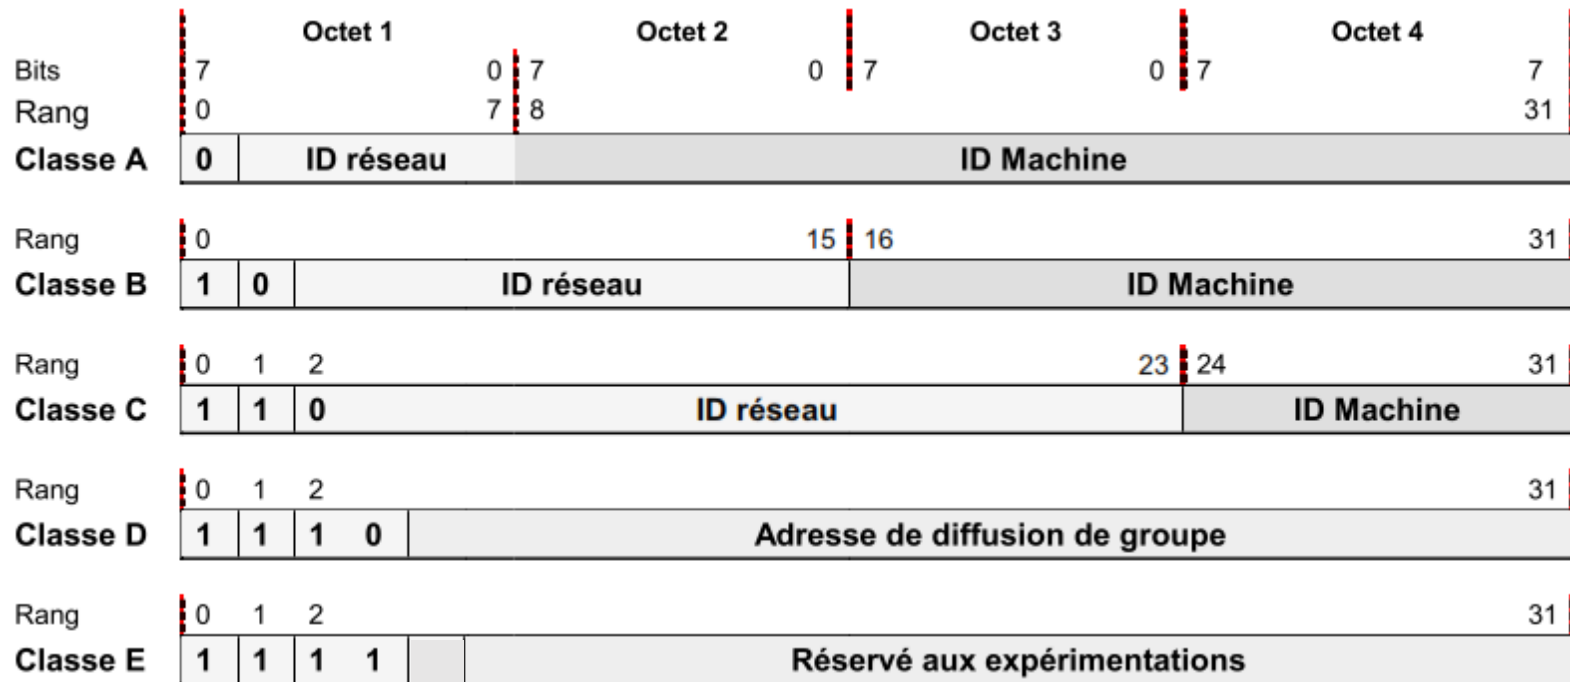 Octet 1 Octet 2 Octet 3 Octet 4
Bits 7 0 7 0 7 0 7 7
Rang 0 7 8 31
Classe A 0 ID réseau ID Machine
Rang 0 15 16 31
Classe B 1 0 ID réseau ID Machine
Rang 0 1 2 23 24 31
Classe C 1 1 0 ID réseau ID Machine
Rang 0 1 2 31
Classe D 1 1 1 0 Adresse de diffusion de groupe
Rang 0 1 2 31
Classe E 1 1 1 1 Réservé aux expérimentations